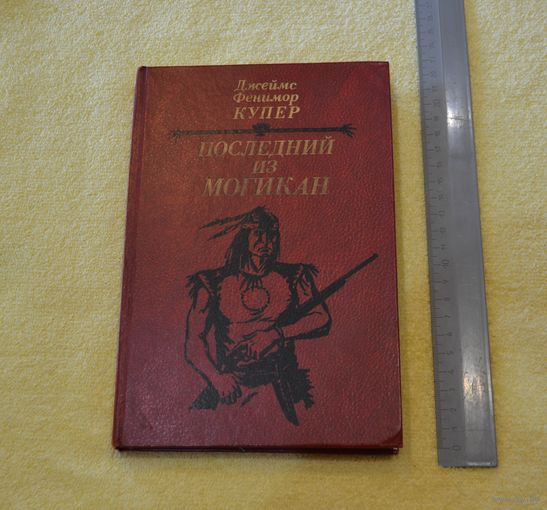 Джеймс
Фенимор
КУПЕР
ПОСЛЕДНИЙ
ИЗ
МОГИКАН